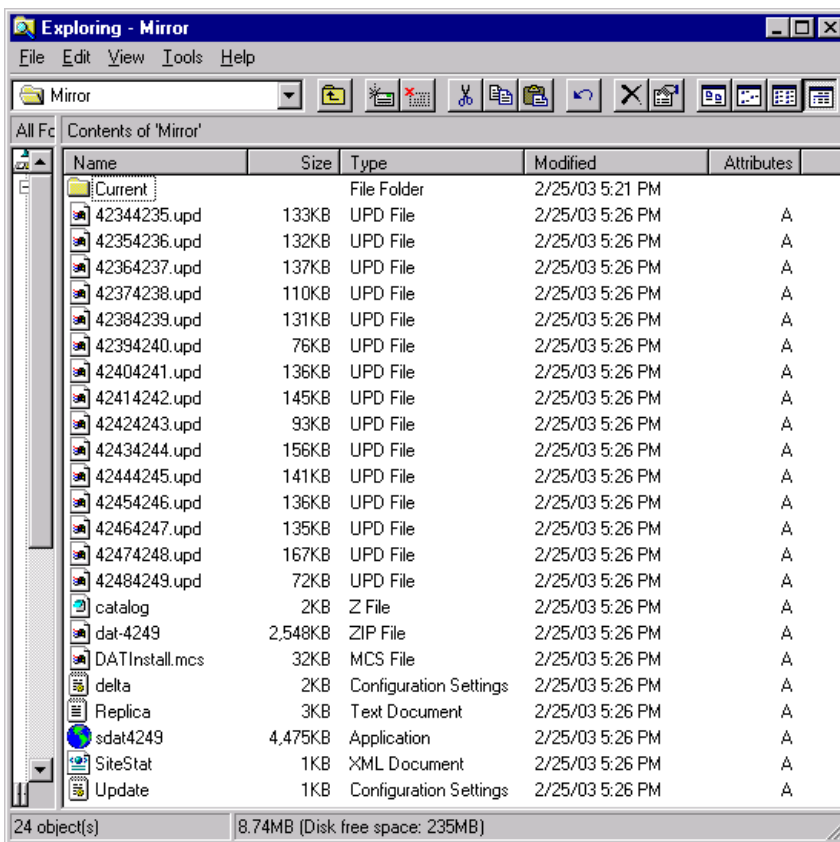 Exploring - Mirror
File Edit View Tools Help
Mirror
All Fo Contents of 'Mirror'
Name Size Type Modified Attributes
Current File Folder 2/25/03 5:21 PM
42344235.upd 133KB UPD File 2/25/03 5:26 PM A
42354236.upd 132KB UPD File 2/25/03 5:26 PM A
42364237.upd 137KB UPD File 2/25/03 5:26 PM A
42374238.upd 110KB UPD File 2/25/03 5:26 PM A
42384239.upd 131KB UPD File 2/25/03 5:26 PM A
42394240.upd 76KB UPD File 2/25/03 5:26 PM A
42404241.upd 136KB UPD File 2/25/03 5:26 PM A
42414242.upd 145KB UPD File 2/25/03 5:26 PM A
42424243.upd 93KB UPD File 2/25/03 5:26 PM A
42434244.upd 156KB UPD File 2/25/03 5:26 PM A
42444245.upd 141KB UPD File 2/25/03 5:26 PM A
42454246.upd 136KB UPD File 2/25/03 5:26 PM A
42464247.upd 135KB UPD File 2/25/03 5:26 PM A
42474248.upd 167KB UPD File 2/25/03 5:26 PM A
42484249.upd 72KB UPD File 2/25/03 5:26 PM A
catalog 2KB Z File 2/25/03 5:26 PM A
dat-4249 2,548KB ZIP File 2/25/03 5:26 PM A
DATInstall.mcs 32KB MCS File 2/25/03 5:26 PM A
delta 2KB Configuration Settings 2/25/03 5:26 PM A
Replica 3KB Text Document 2/25/03 5:26 PM A
sdat4249 4,475KB Application 2/25/03 5:26 PM A
SiteStat 1KB XML Document 2/25/03 5:26 PM A
Update 1KB Configuration Settings 2/25/03 5:26 PM A
24 object(s) 8.74MB (Disk free space: 235MB)